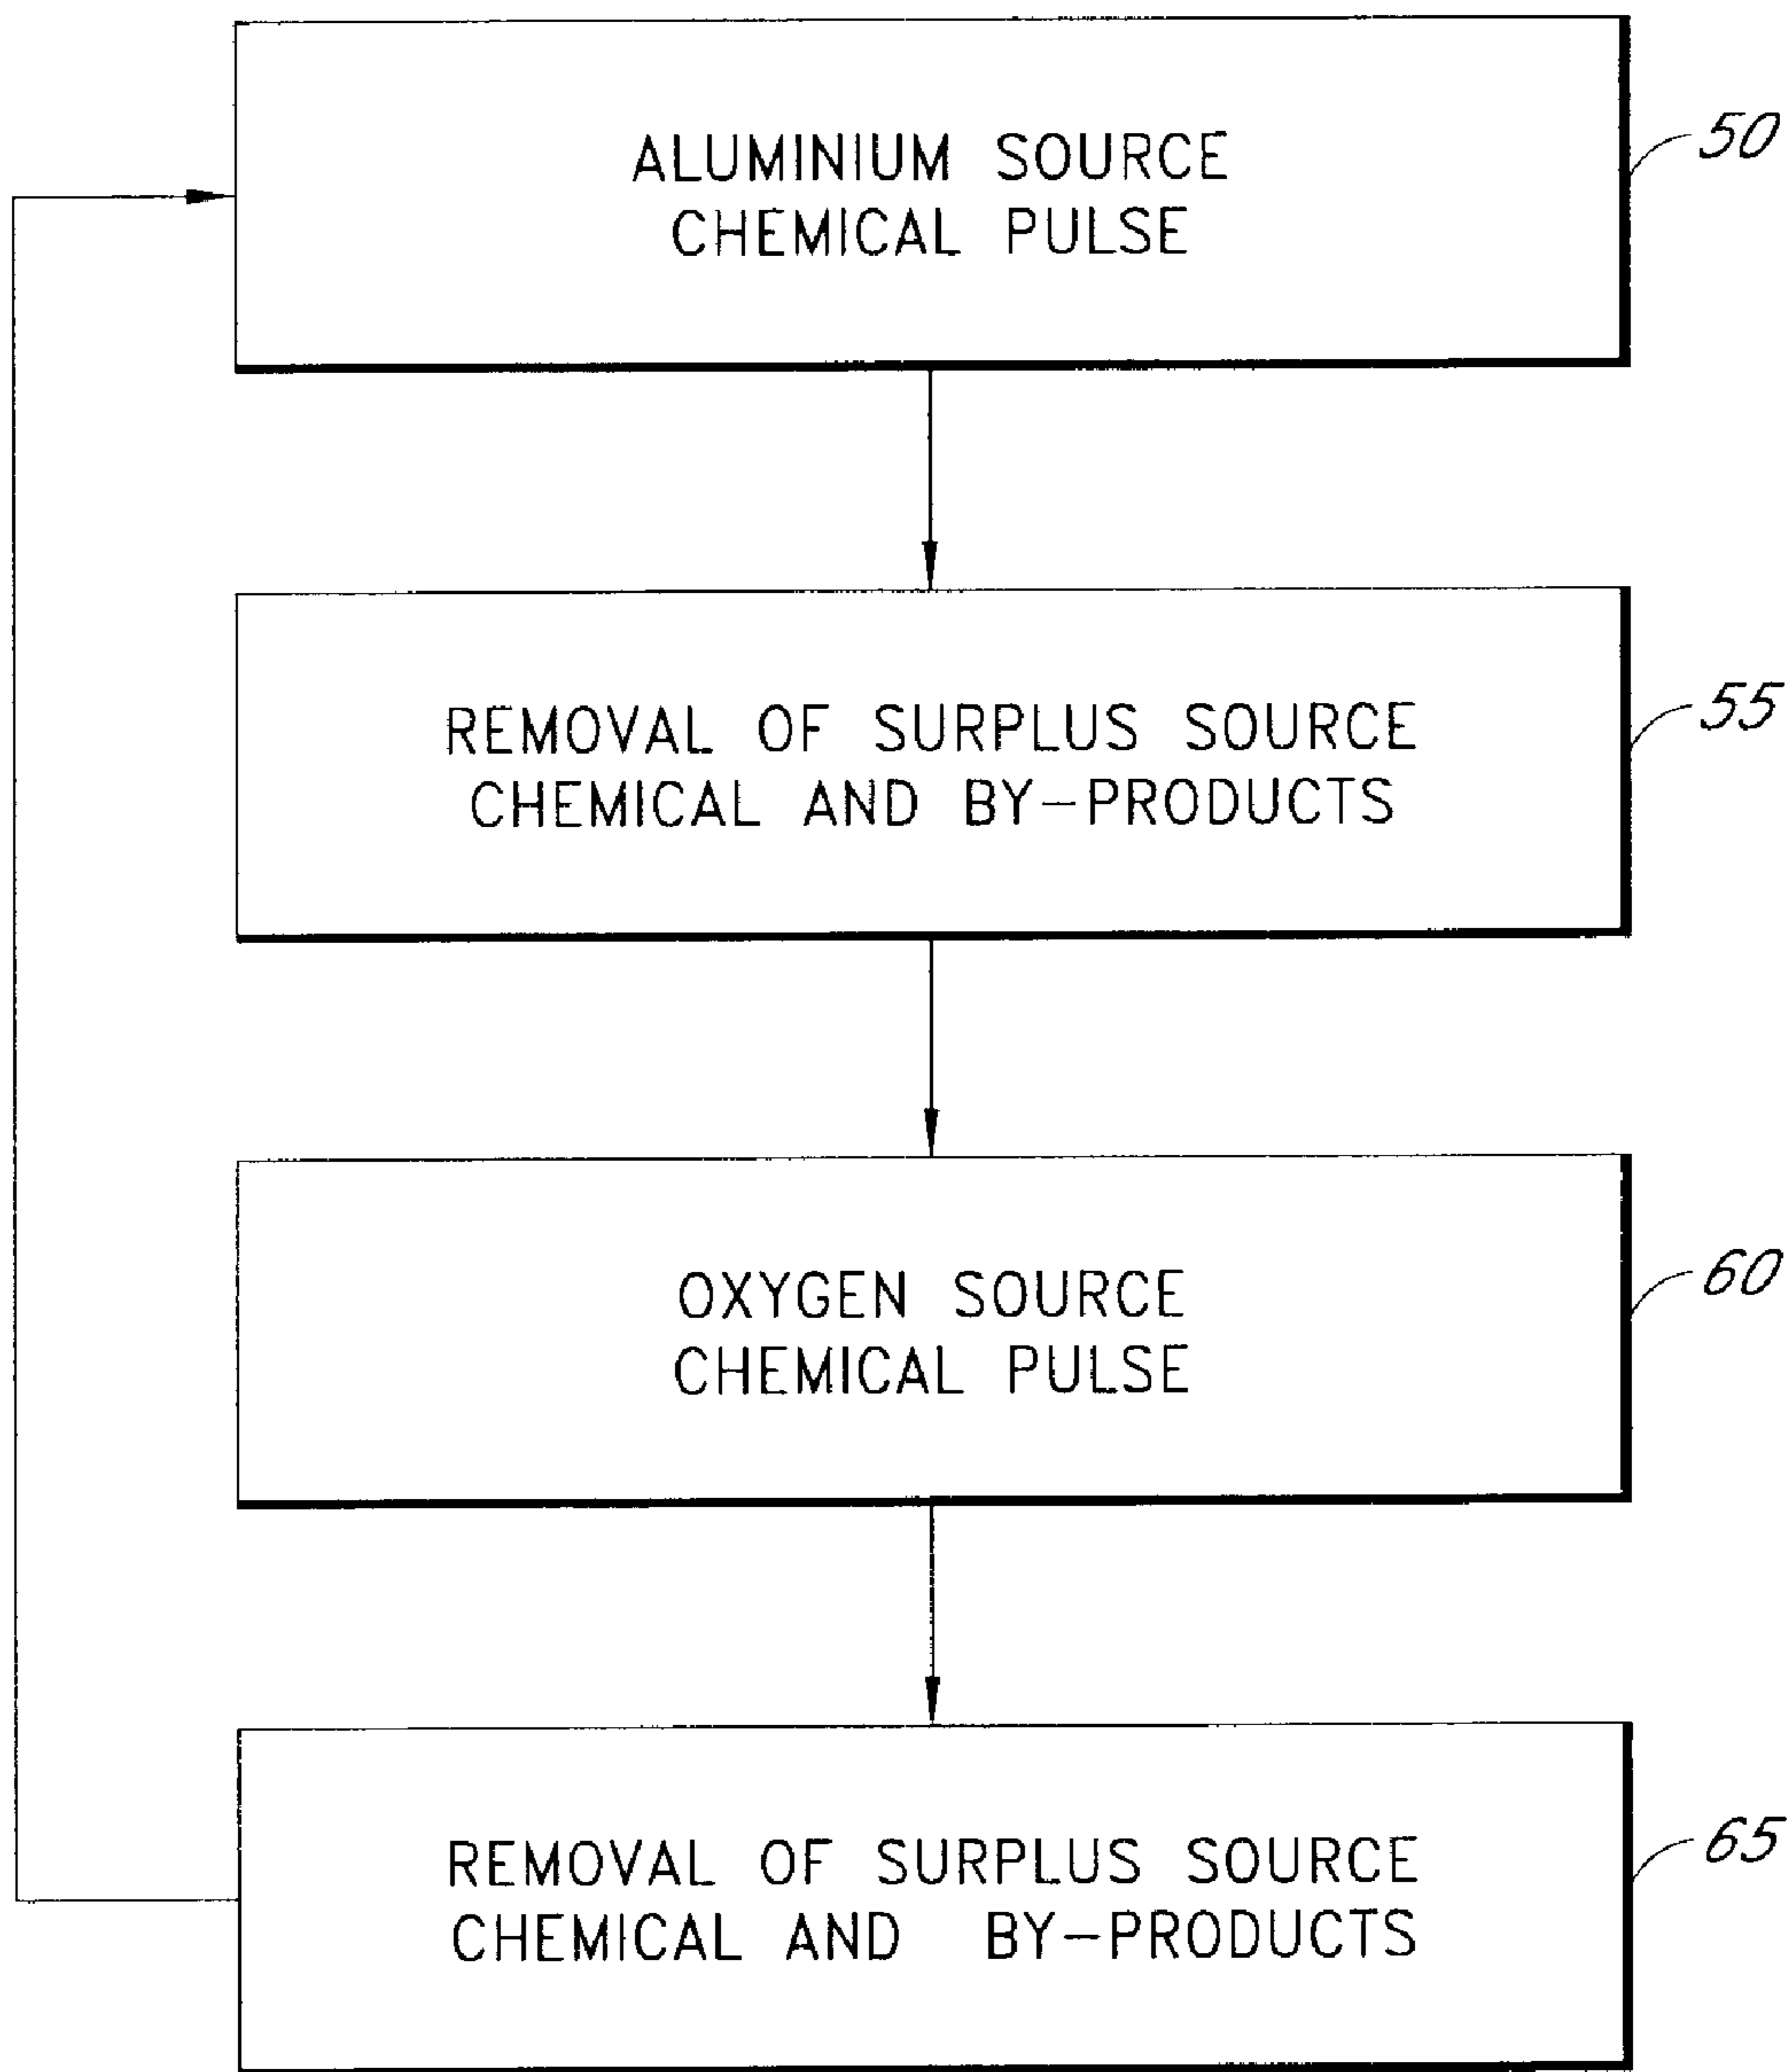 ALUMINIUM SOURCE
CHEMICAL PULSE
50
REMOVAL OF SURPLUS SOURCE
CHEMICAL AND BY-PRODUCTS
55
OXYGEN SOURCE
CHEMICAL PULSE
60
REMOVAL OF SURPLUS SOURCE
CHEMICAL AND BY-PRODUCTS
65